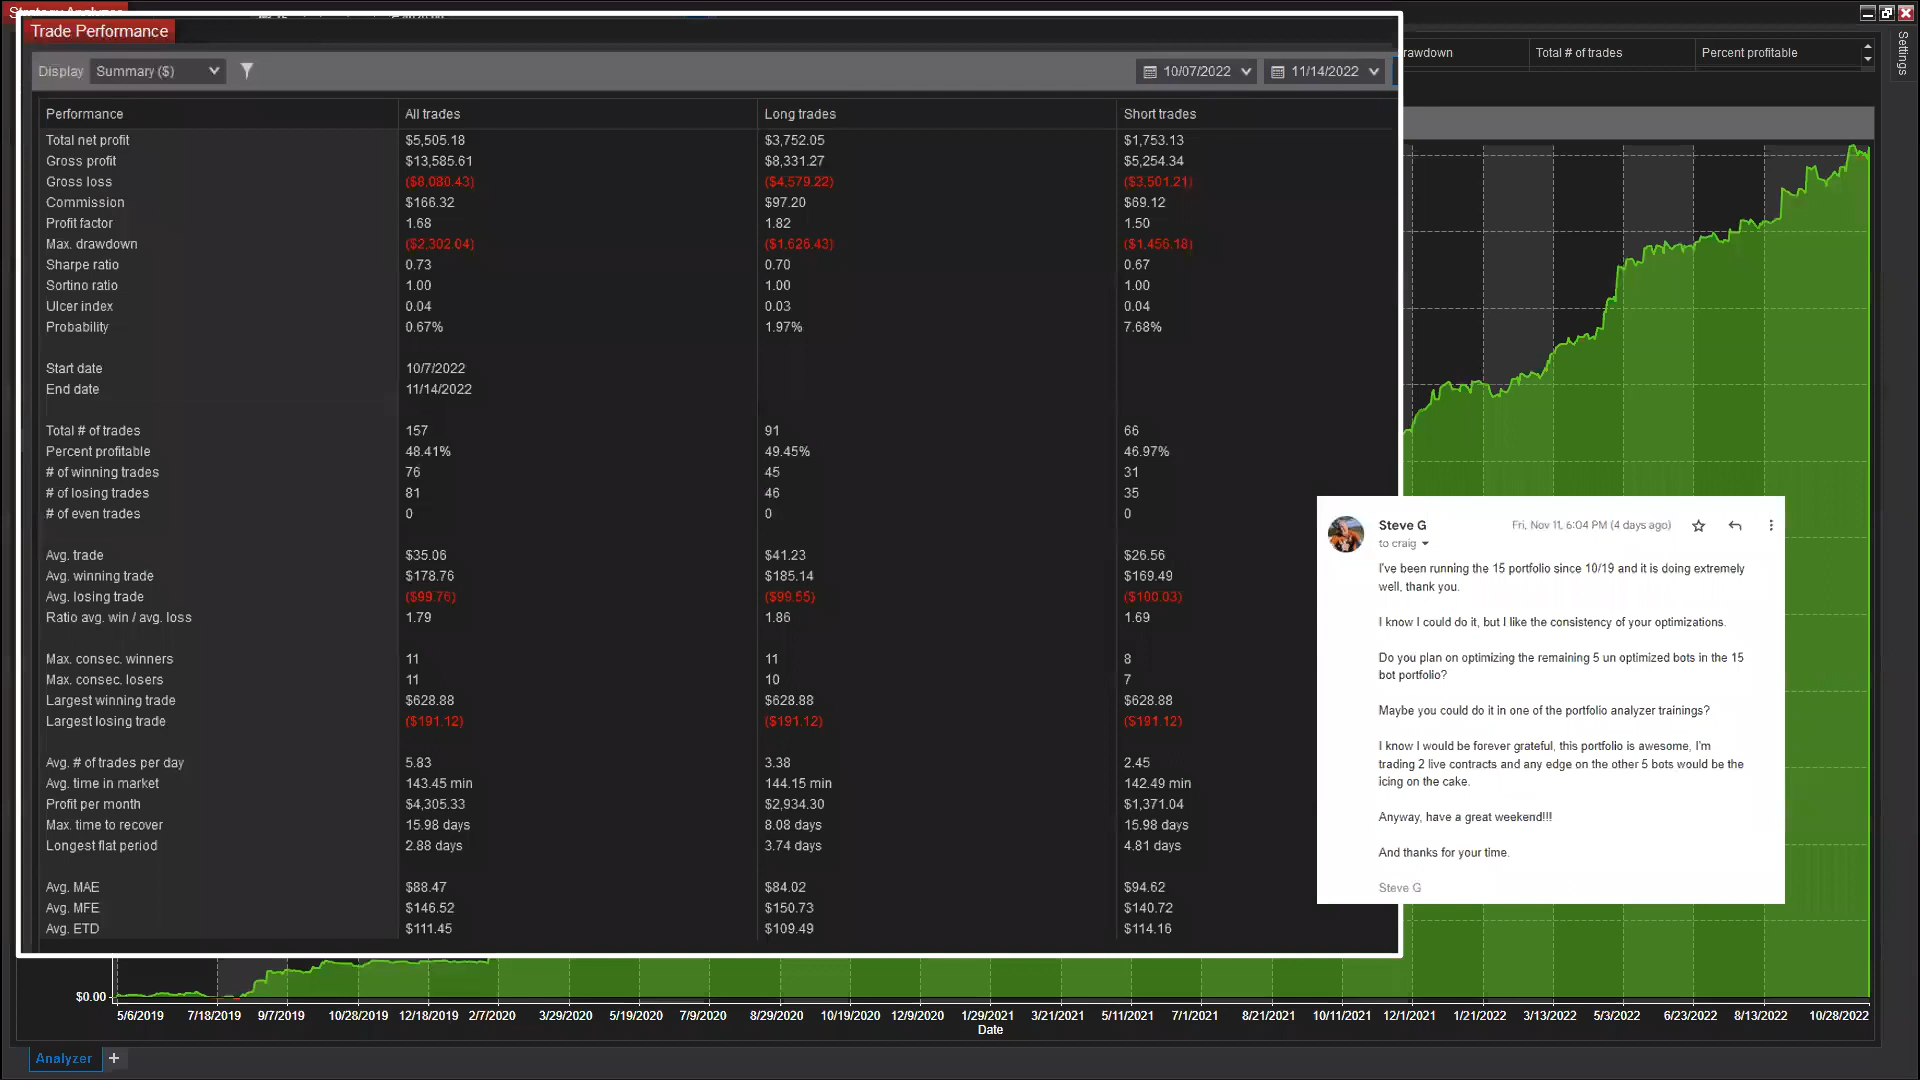 Strategy Analyzer
Trade Performance
Display Summary ($) 10/07/2022 11/14/2022
rawdown Total # of trades Percent profitable
Settings
Performance All trades Long trades Short trades
Total net profit $5,505.18 $3,752.05 $1,753.13
Gross profit $13,585.61 $8,331.27 $5,254.34
Gross loss ($8,080.43) ($4,579.22) ($3,501.21)
Commission $166.32 $97.20 $69.12
Profit factor 1.68 1.82 1.50
Max. drawdown ($2,302.04) ($1,626.43) ($1,456.18)
Sharpe ratio 0.73 0.70 0.67
Sortino ratio 1.00 1.00 1.00
Ulcer index 0.04 0.03 0.04
Probability 0.67% 1.97% 7.68%
Start date 10/7/2022
End date 11/14/2022
Total # of trades 157 91 66
Percent profitable 48.41% 49.45% 46.97%
# of winning trades 76 45 31
# of losing trades 81 46 35
# of even trades 0 0 0
Avg. trade $35.06 $41.23 $26.56
Avg. winning trade $178.76 $185.14 $169.49
Avg. losing trade ($99.76) ($99.55) ($100.03)
Ratio avg. win / avg. loss 1.79 1.86 1.69
Max. consec. winners 11 11 8
Max. consec. losers 11 10 7
Largest winning trade $628.88 $628.88 $628.88
Largest losing trade ($191.12) ($191.12) ($191.12)
Avg. # of trades per day 5.83 3.38 2.45
Avg. time in market 143.45 min 144.15 min 142.49 min
Profit per month $4,305.33 $2,934.30 $1,371.04
Max. time to recover 15.98 days 8.08 days 15.98 days
Longest flat period 2.88 days 3.74 days 4.81 days
Avg. MAE $88.47 $84.02 $94.62
Avg. MFE $146.52 $150.73 $140.72
Avg. ETD $111.45 $109.49 $114.16
Steve G Fri, Nov 11, 6:04 PM (4 days ago)
to craig
I've been running the 15 portfolio since 10/19 and it is doing extremely
well, thank you.
I know I could do it, but I like the consistency of your optimizations.
Do you plan on optimizing the remaining 5 un optimized bots in the 15
bot portfolio?
Maybe you could do it in one of the portfolio analyzer trainings?
I know I would be forever grateful, this portfolio is awesome, I'm
trading 2 live contracts and any edge on the other 5 bots would be the
icing on the cake.
Anyway, have a great weekend!!!
And thanks for your time.
Steve G
$0.00
5/6/2019 7/18/2019 9/7/2019 10/28/2019 12/18/2019 2/7/2020 3/29/2020 5/19/2020 7/9/2020 8/29/2020 10/19/2020 12/9/2020 1/29/2021 3/21/2021 5/11/2021 7/1/2021 8/21/2021 10/11/2021 12/1/2021 1/21/2022 3/13/2022 5/3/2022 6/23/2022 8/13/2022 10/28/2022
Date
Analyzer +